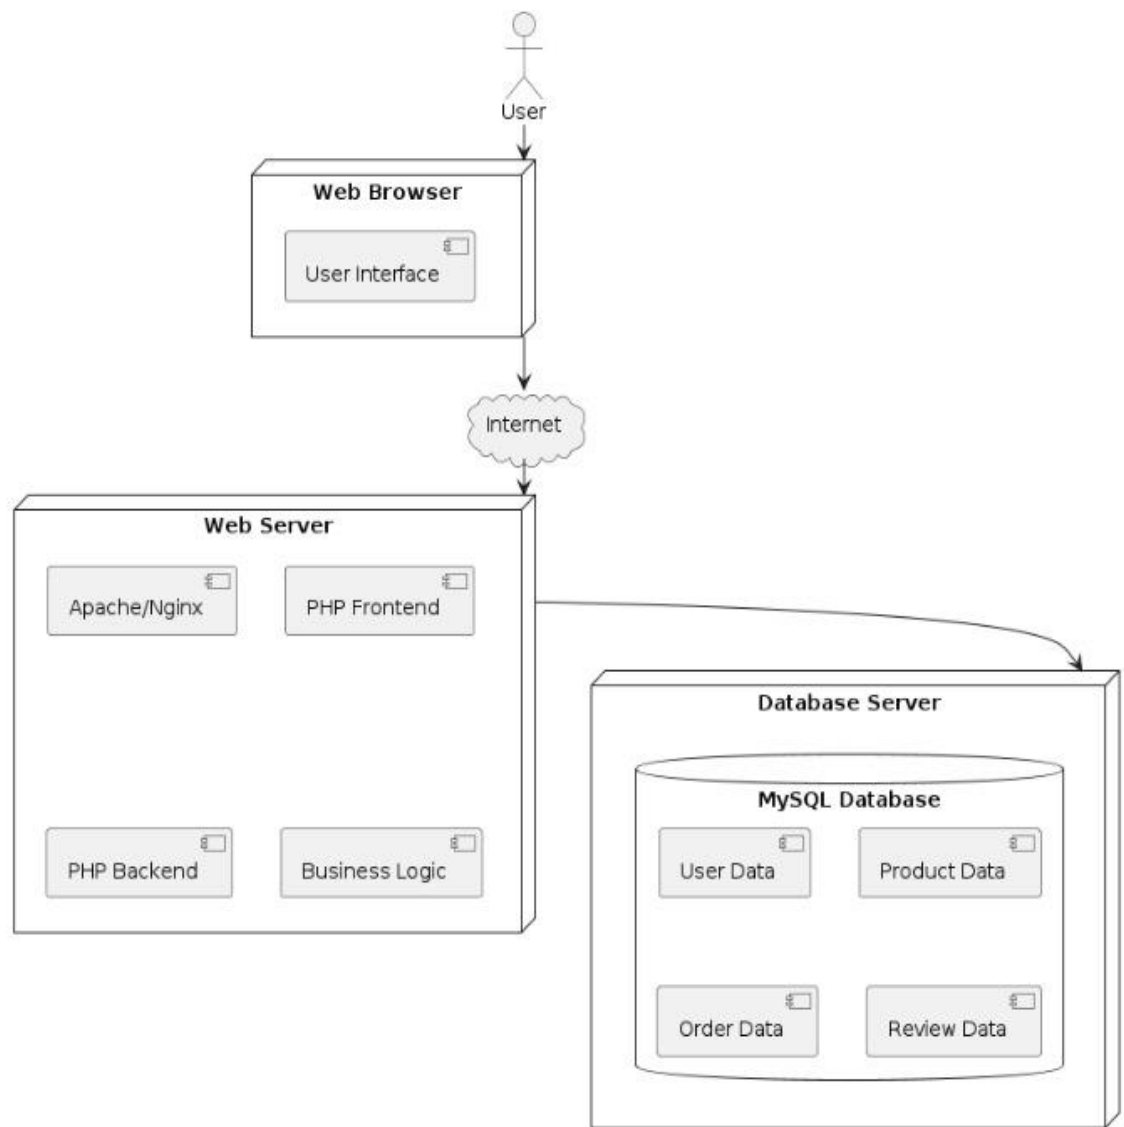 User
Web Browser
User Interface
Internet
Web Server
Apache/Nginx
PHP Frontend
PHP Backend
Business Logic
Database Server
MySQL Database
User Data
Product Data
Order Data
Review Data